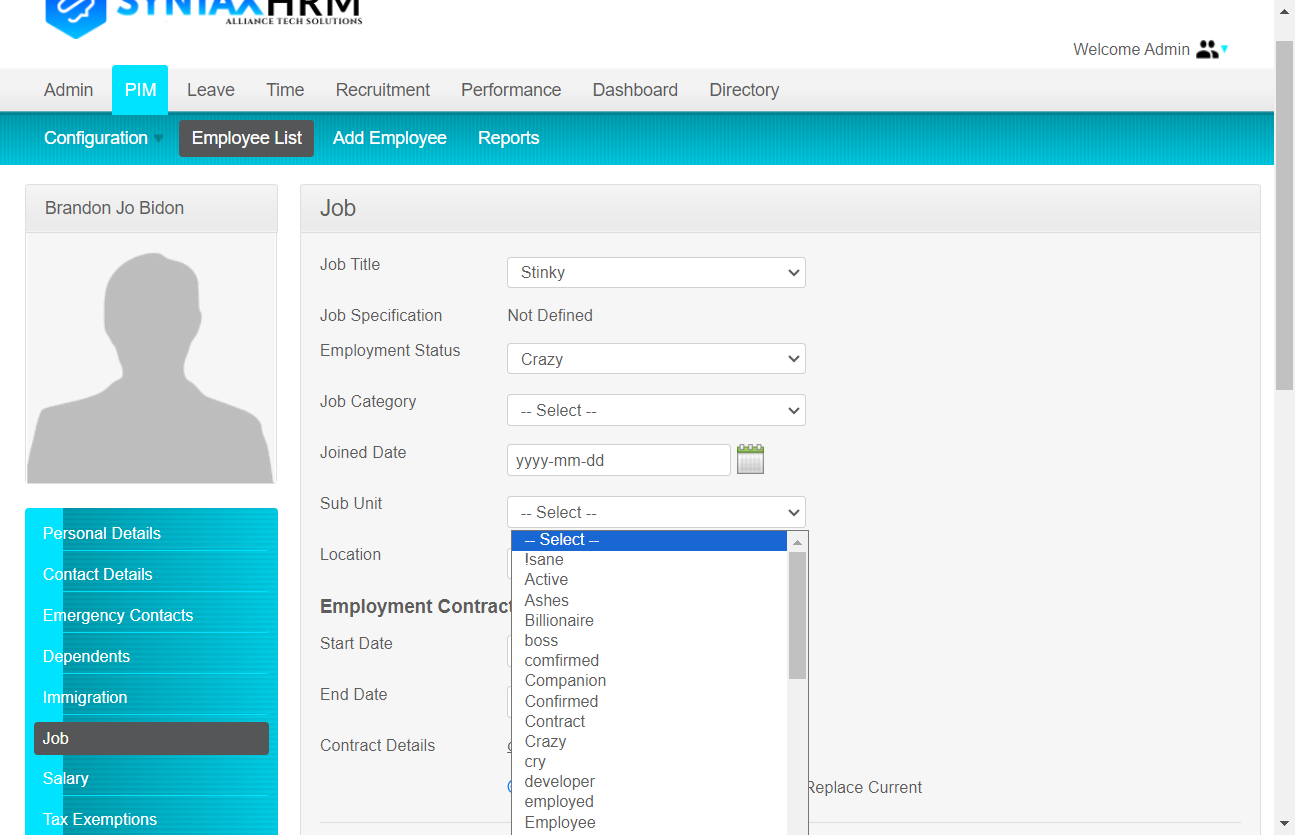 SYNTAXHRM
ALLIANCE TECH SOLUTIONS
Welcome Admin
Admin PIM Leave Time Recruitment Performance Dashboard Directory
Configuration Employee List Add Employee Reports
Brandon Jo Bidon
Personal Details
Contact Details
Emergency Contacts
Dependents
Immigration
Job
Salary
Tax Exemptions
Job
Job Title Stinky
Job Specification Not Defined
Employment Status Crazy
Job Category -- Select --
Joined Date yyyy-mm-dd
Sub Unit -- Select --
-- Select --
!sane
Active
Ashes
Billionaire
boss
comfirmed
Companion
Confirmed
Contract
Crazy
cry
developer
employed
Employee
Location
Employment Contract
Start Date
End Date
Contract Details
Replace Current